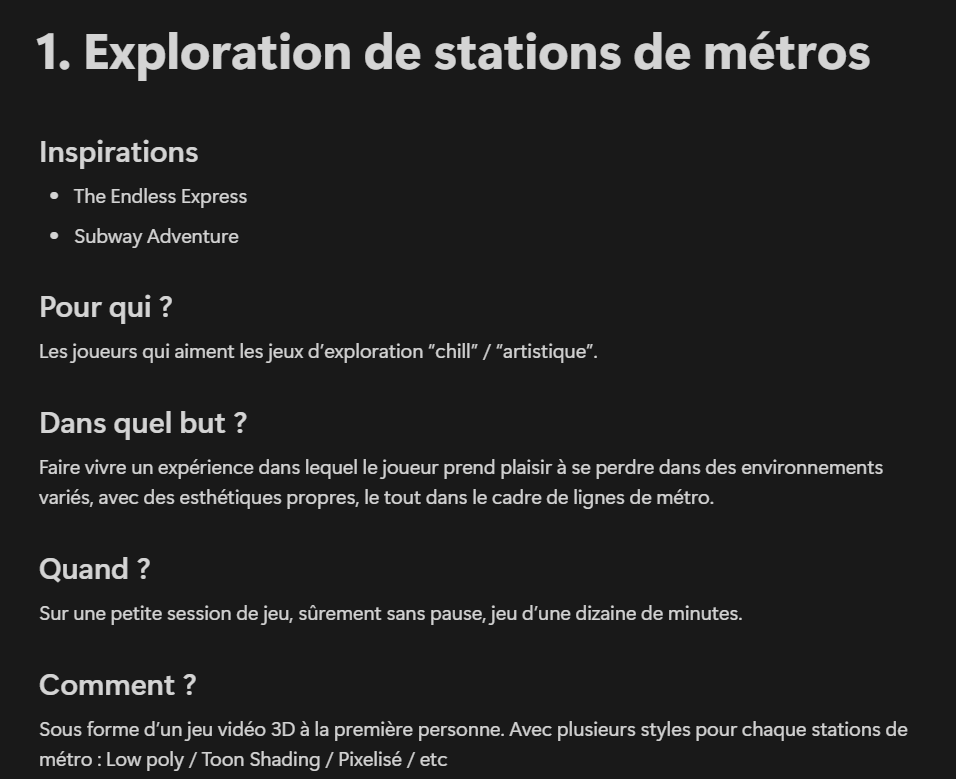 1. Exploration de stations de métros
Inspirations
• The Endless Express
• Subway Adventure
Pour qui ?
Les joueurs qui aiment les jeux d’exploration “chill” / “artistique”.
Dans quel but ?
Faire vivre un expérience dans lequel le joueur prend plaisir à se perdre dans des environnements
variés, avec des esthétiques propres, le tout dans le cadre de lignes de métro.
Quand ?
Sur une petite session de jeu, sûrement sans pause, jeu d’une dizaine de minutes.
Comment ?
Sous forme d’un jeu vidéo 3D à la première personne. Avec plusieurs styles pour chaque stations de
métro : Low poly / Toon Shading / Pixelisé / etc